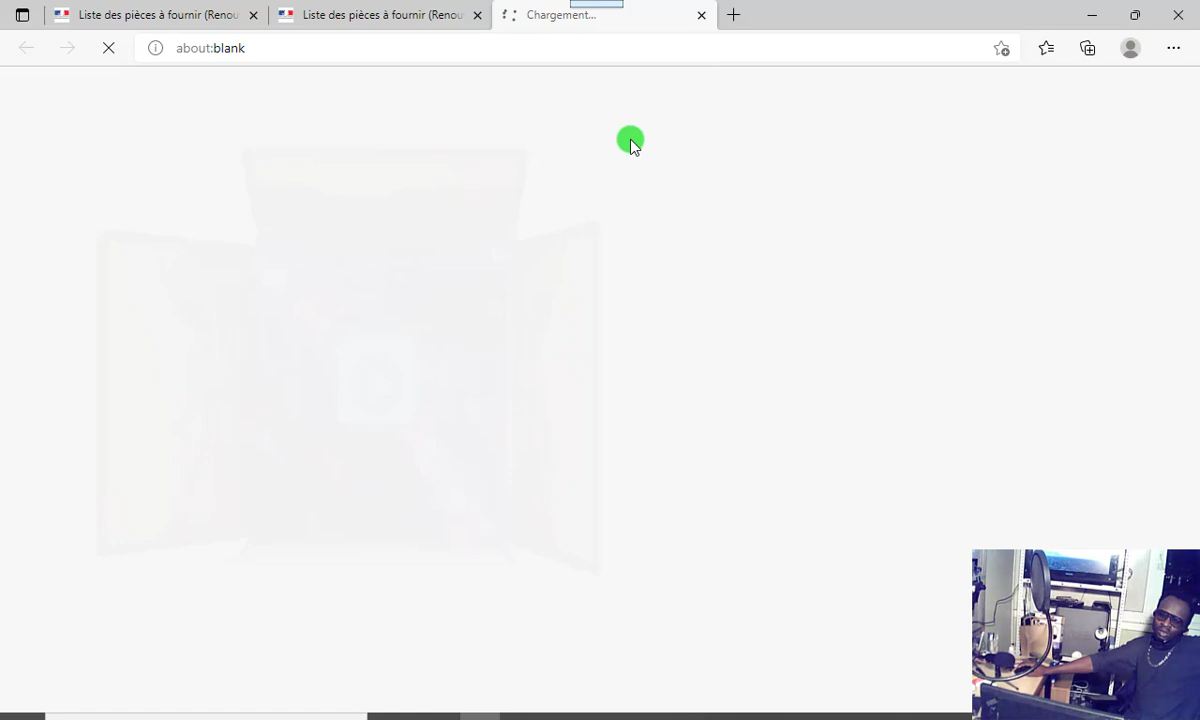 Liste des pièces à fournir (Renou
Liste des pièces à fournir (Renou
Chargement...
about:blank